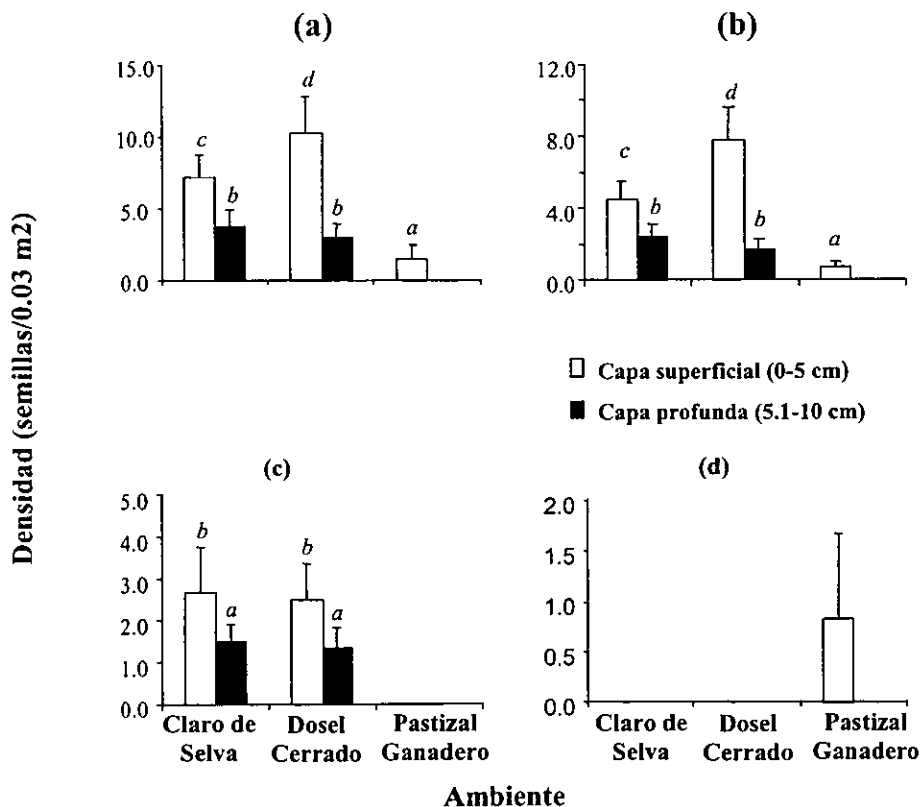 (a)
15.0
10.0
5.0
0.0
c
b
d
b
a
(b)
12.0
8.0
4.0
0.0
c
b
d
b
a
Densidad (semillas/0.03 m2)
Capa superficial (0-5 cm)
Capa profunda (5.1-10 cm)
(c)
5.0
4.0
3.0
2.0
1.0
0.0
b
a
b
a
Claro de Selva
Dosel Cerrado
Pastizal Ganadero
(d)
2.0
1.5
1.0
0.5
0.0
Claro de Selva
Dosel Cerrado
Pastizal Ganadero
Ambiente